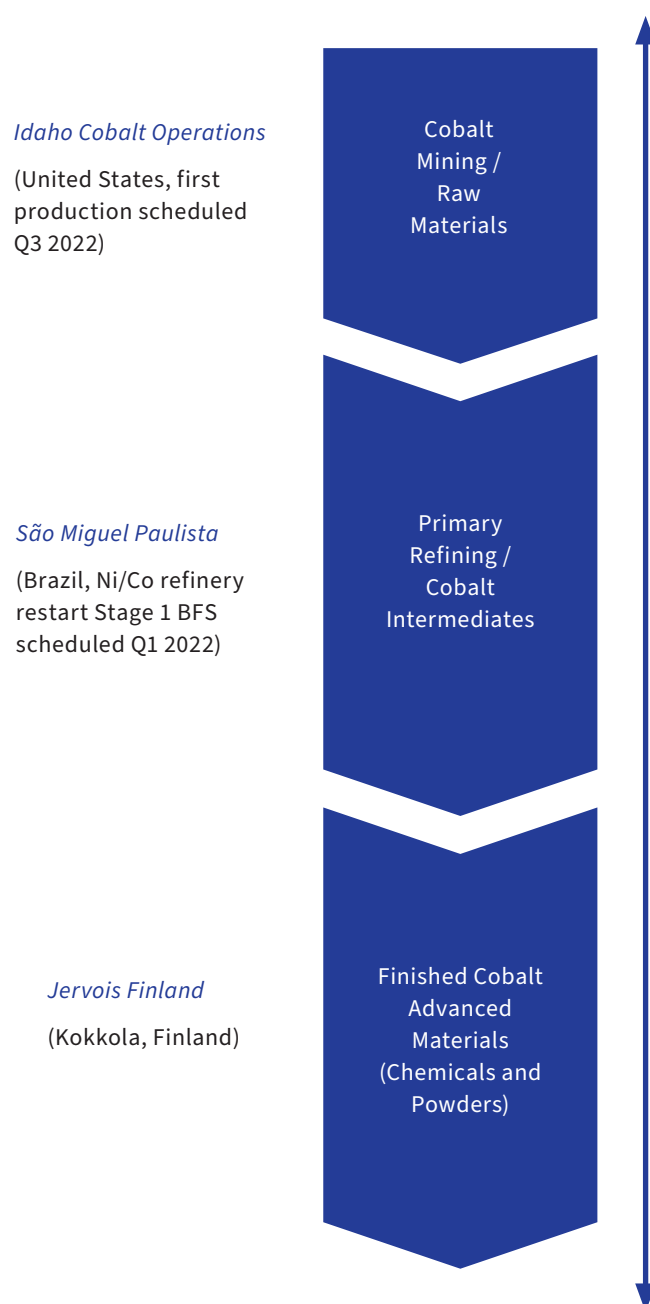 Idaho Cobalt Operations
(United States, first
production scheduled
Q3 2022)
Cobalt
Mining /
Raw
Materials
São Miguel Paulista
(Brazil, Ni/Co refinery
restart Stage 1 BFS
scheduled Q1 2022)
Primary
Refining /
Cobalt
Intermediates
Jervois Finland
(Kokkola, Finland)
Finished Cobalt
Advanced
Materials
(Chemicals and
Powders)